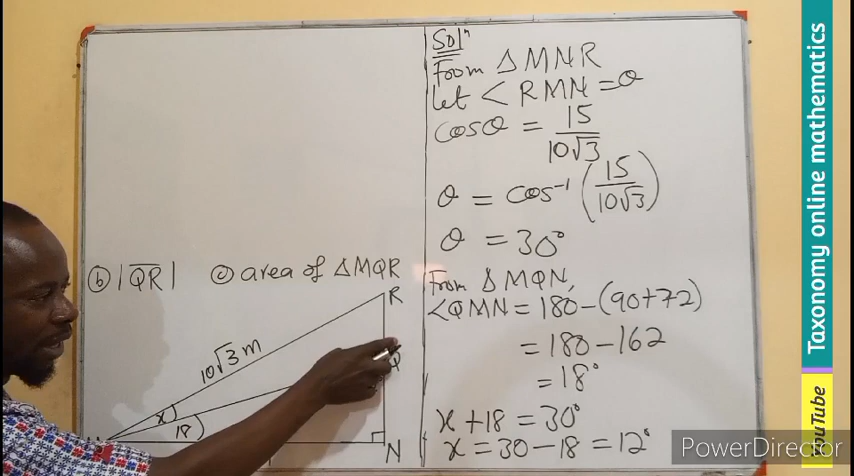 ⓑ |QR| ⓒ area of △MQR
R
10√3 m
Q
x
18
N
Solⁿ
From △MNR
let <RMN = θ
cosθ = 15/10√3
θ = cos⁻¹(15/10√3)
θ = 30°
From △MQN,
<QMN = 180-(90+72)
= 180-162
= 18°
x+18 = 30°
x = 30-18 = 12°
PowerDirector
Taxonomy online mathematics
YouTube